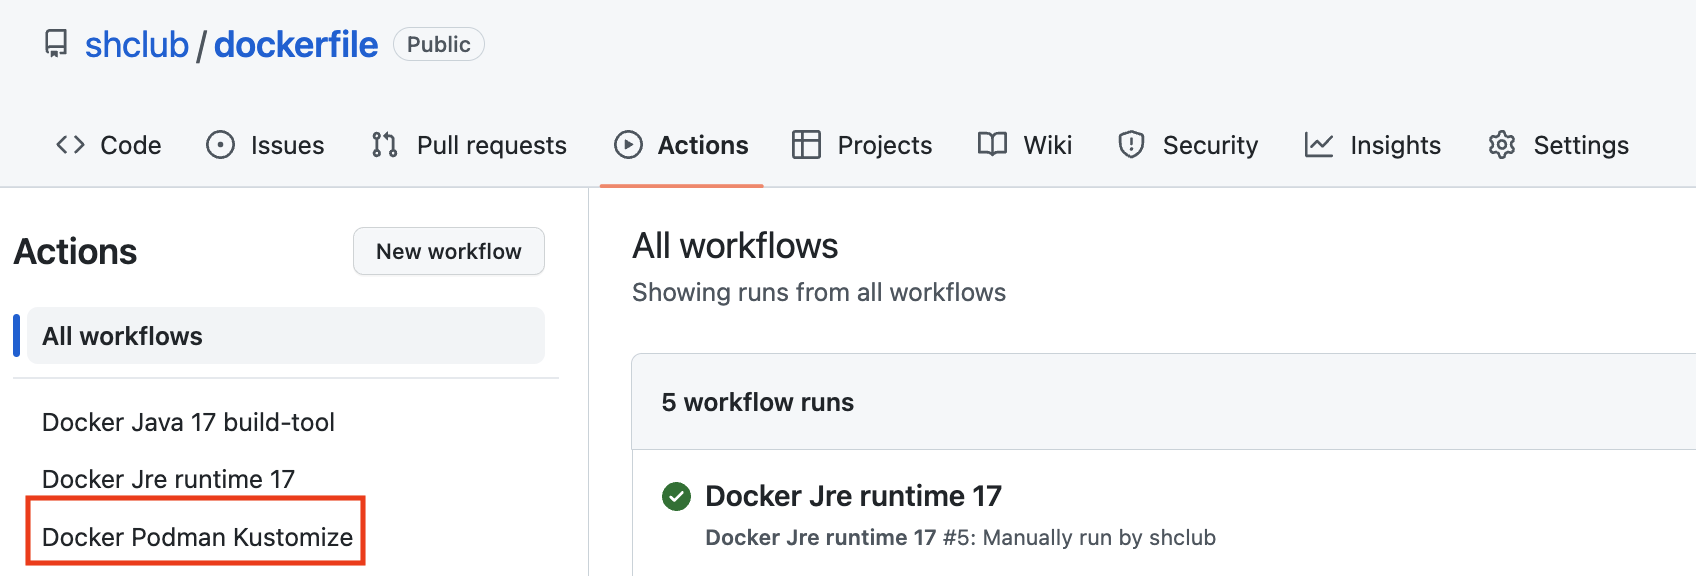 shclub / dockerfile Public
Code Issues Pull requests Actions Projects Wiki Security Insights Settings
Actions
New workflow
All workflows
Docker Java 17 build-tool
Docker Jre runtime 17
Docker Podman Kustomize
All workflows
Showing runs from all workflows
5 workflow runs
Docker Jre runtime 17
Docker Jre runtime 17 #5: Manually run by shclub